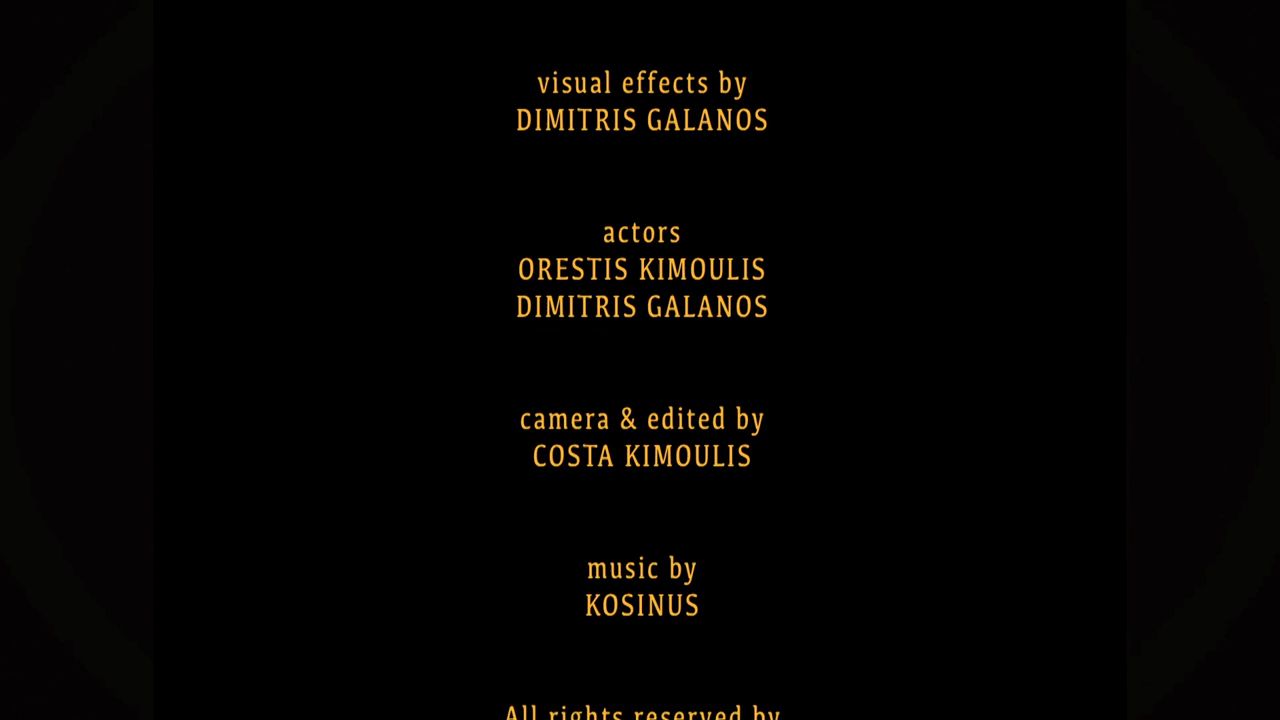 visual effects by
DIMITRIS GALANOS
actors
ORESTIS KIMOULIS
DIMITRIS GALANOS
camera & edited by
COSTA KIMOULIS
music by
KOSINUS
All rights reserved by